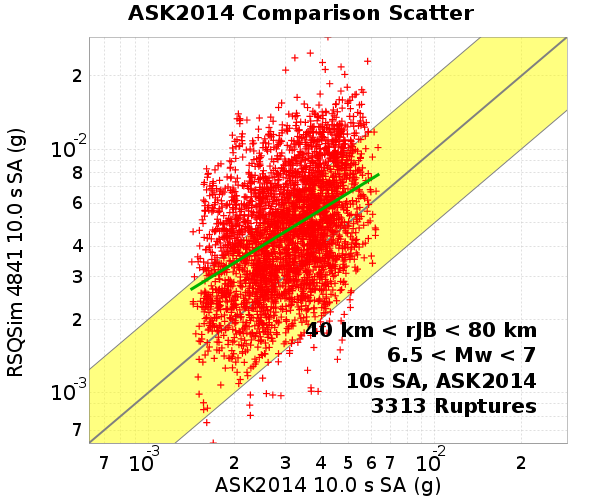 ASK2014 Comparison Scatter
RSQSim 4841 10.0 s SA (g)
2
10-2
8
6
4
3
2
10-3
7
40 km < rJB < 80 km
6.5 < Mw < 7
10s SA, ASK2014
3313 Ruptures
7 10-3 2 3 4 5 6 7 10-2 2
ASK2014 10.0 s SA (g)